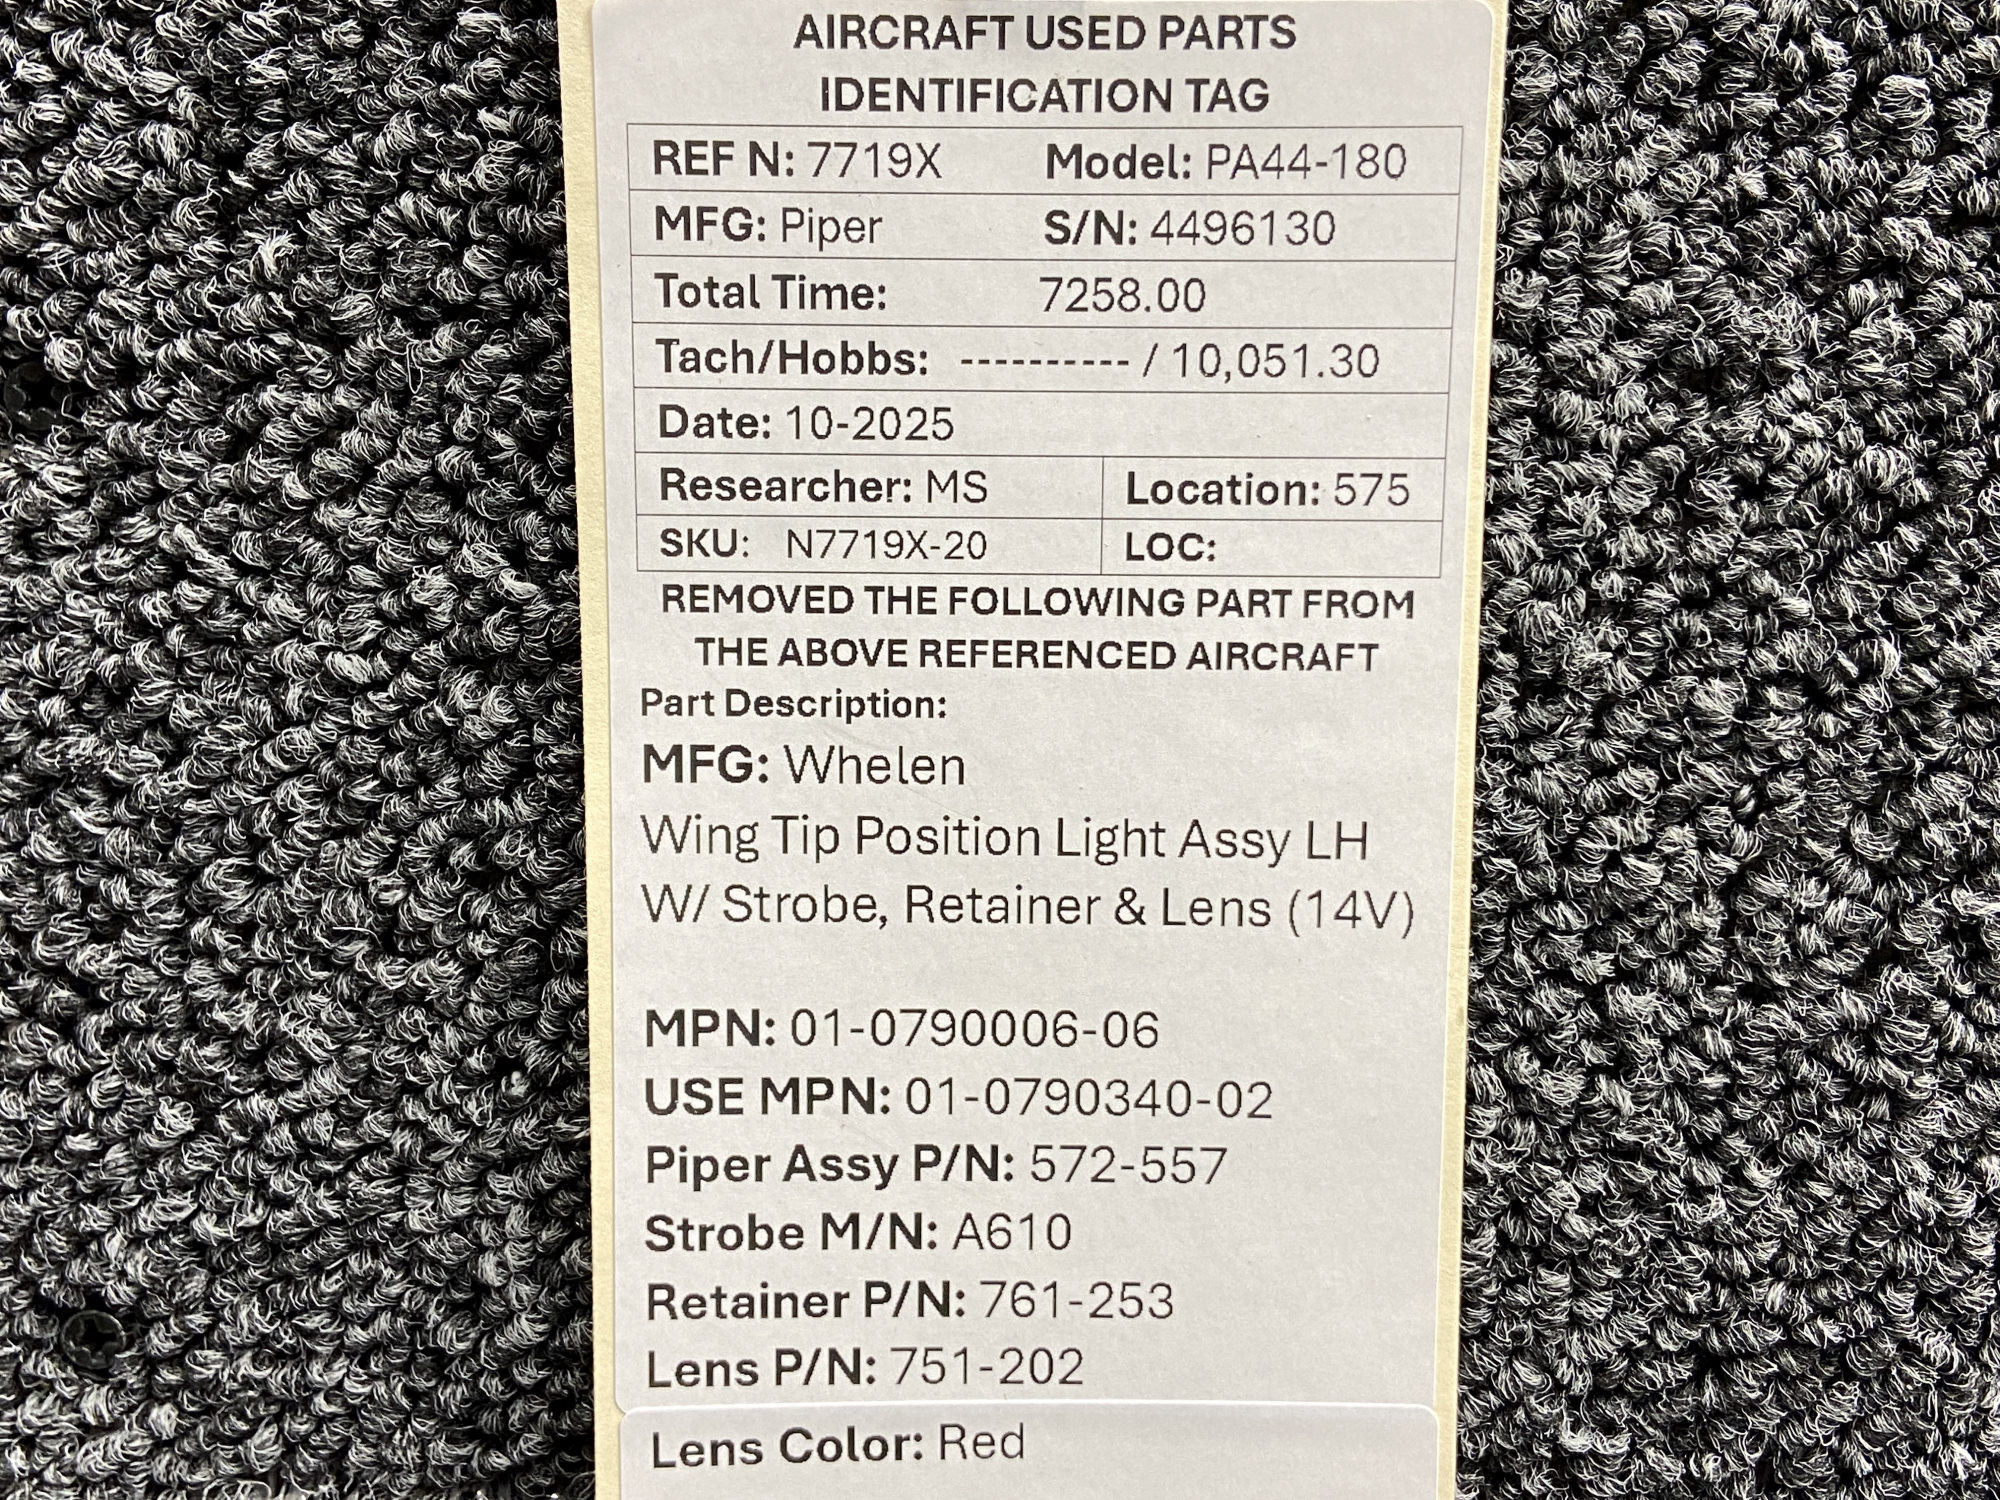 AIRCRAFT USED PARTS
IDENTIFICATION TAG
REF N: 7719X Model: PA44-180
MFG: Piper S/N: 4496130
Total Time: 7258.00
Tach/Hobbs: ---------- / 10,051.30
Date: 10-2025
Researcher: MS Location: 575
SKU: N7719X-20 LOC:
REMOVED THE FOLLOWING PART FROM
THE ABOVE REFERENCED AIRCRAFT
Part Description:
MFG: Whelen
Wing Tip Position Light Assy LH
W/ Strobe, Retainer & Lens (14V)
MPN: 01-0790006-06
USE MPN: 01-0790340-02
Piper Assy P/N: 572-557
Strobe M/N: A610
Retainer P/N: 761-253
Lens P/N: 751-202
Lens Color: Red